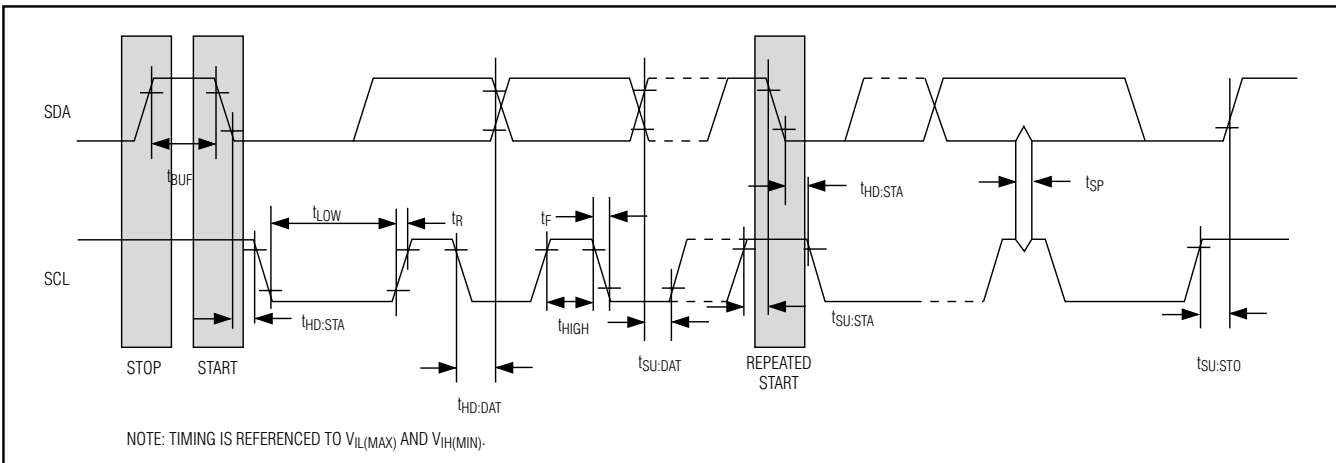 SDA
tBUF
tLOW
tR
tF
tHD:STA
tSP
SCL
tHD:STA
tHIGH
tSU:DAT
tSU:STA
tSU:STO
STOP
START
REPEATED
START
tHD:DAT
NOTE: TIMING IS REFERENCED TO VIL(MAX) AND VIH(MIN).